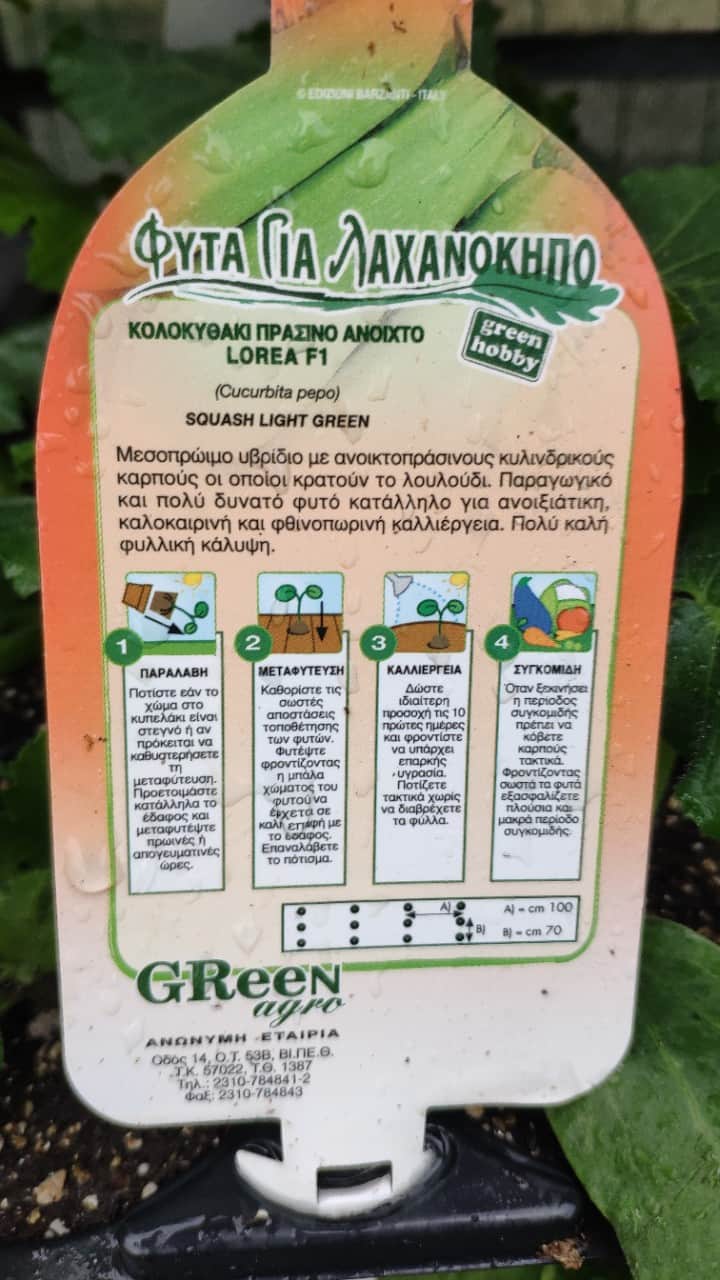 © EDIZIONI BARZANTI - ITALY
ΦΥΤΑ ΓΙΑ ΛΑΧΑΝΟΚΗΠΟ
green
hobby
ΚΟΛΟΚΥΘΑΚΙ ΠΡΑΣΙΝΟ ΑΝΟΙΧΤΟ
LOREA F1
(Cucurbita pepo)
SQUASH LIGHT GREEN
Μεσοπρώιμο υβρίδιο με ανοικτοπράσινους κυλινδρικούς
καρπούς οι οποίοι κρατούν το λουλούδι. Παραγωγικό
και πολύ δυνατό φυτό κατάλληλο για ανοιξιάτικη,
καλοκαιρινή και φθινοπωρινή καλλιέργεια. Πολύ καλή
φυλλική κάλυψη.
1
ΠΑΡΑΛΑΒΗ
Ποτίστε εάν το
χώμα στο
κυπελάκι είναι
στεγνό ή αν
πρόκειται να
καθυστερήσετε
τη
μεταφύτευση.
Προετοιμάστε
κατάλληλα το
έδαφος και
μεταφυτέψτε
πρωινές ή
απογευματινές
ώρες.
2
ΜΕΤΑΦΥΤΕΥΣΗ
Καθορίστε τις
σωστές
αποστάσεις
τοποθέτησης
των φυτών.
Φυτέψτε
φροντίζοντας
η μπάλα
χώματος του
φυτού να
έρχεται σε
καλή επαφή με
το έδαφος.
Επαναλάβετε
το πότισμα.
3
ΚΑΛΛΙΕΡΓΕΙΑ
Δώστε
ιδιαίτερη
προσοχή τις 10
πρώτες ημέρες
και φροντίστε
να υπάρχει
επαρκής
υγρασία.
Ποτίζετε
τακτικά χωρίς
να διαβρέχετε
τα φύλλα.
4
ΣΥΓΚΟΜΙΔΗ
Όταν ξεκινήσει
η περίοδος
συγκομιδής
πρέπει να
κόβετε
καρπούς
τακτικά.
Φροντίζοντας
σωστά τα φυτά
εξασφαλίζετε
πλούσια και
μακρά περίοδο
συγκομιδής.
A) A) = cm 100
B) B) = cm 70
GReeN
agro
ΑΝΩΝΥΜΗ ΕΤΑΙΡΙΑ
Οδός 14, Ο.Τ. 53Β, ΒΙ.ΠΕ.Θ.
Τ.Κ. 57022, Τ.Θ. 1387
Τηλ.: 2310-784841-2
Φαξ: 2310-784843